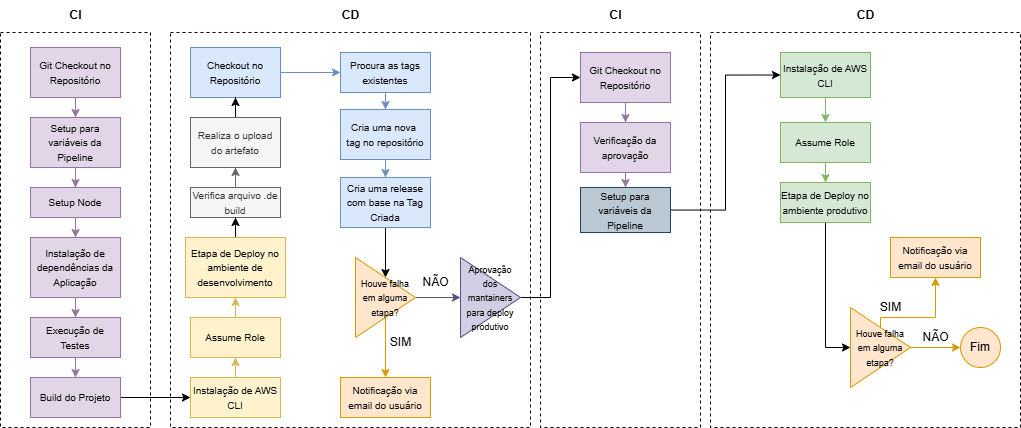 CI
CD
CI
CD
Git Checkout no
Repositório
Setup para
variáveis da
Pipeline
Setup Node
Instalação de
dependências da
Aplicação
Execução de
Testes
Build do Projeto
Checkout no
Repositório
Realiza o upload
do artefato
Verifica arquivo .de
build
Etapa de Deploy no
ambiente de
desenvolvimento
Assume Role
Instalação de AWS
CLI
Procura as tags
existentes
Cria uma nova
tag no repositório
Cria uma release
com base na Tag
Criada
Houve falha
em alguma
etapa?
NÃO
SIM
Notificação via
email do usuário
Aprovação
dos
mantainers
para deploy
produtivo
Git Checkout no
Repositório
Verificação da
aprovação
Setup para
variáveis da
Pipeline
Instalação de AWS
CLI
Assume Role
Etapa de Deploy no
ambiente produtivo
Notificação via
email do usuário
SIM
Houve falha
em alguma
etapa?
NÃO
Fim